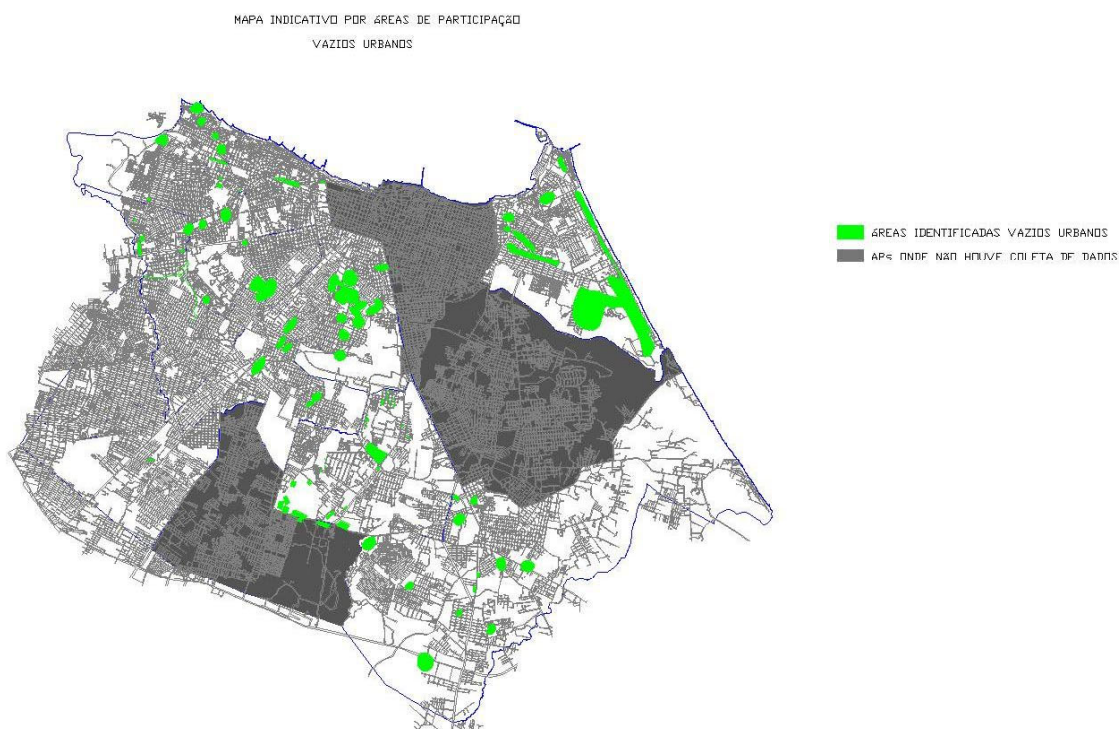 MAPA INDICATIVO POR ÁREAS DE PARTICIPAÇÃO
VAZIOS URBANOS
ÁREAS IDENTIFICADAS VAZIOS URBANOS
APs ONDE NÃO HOUVE COLETA DE DADOS